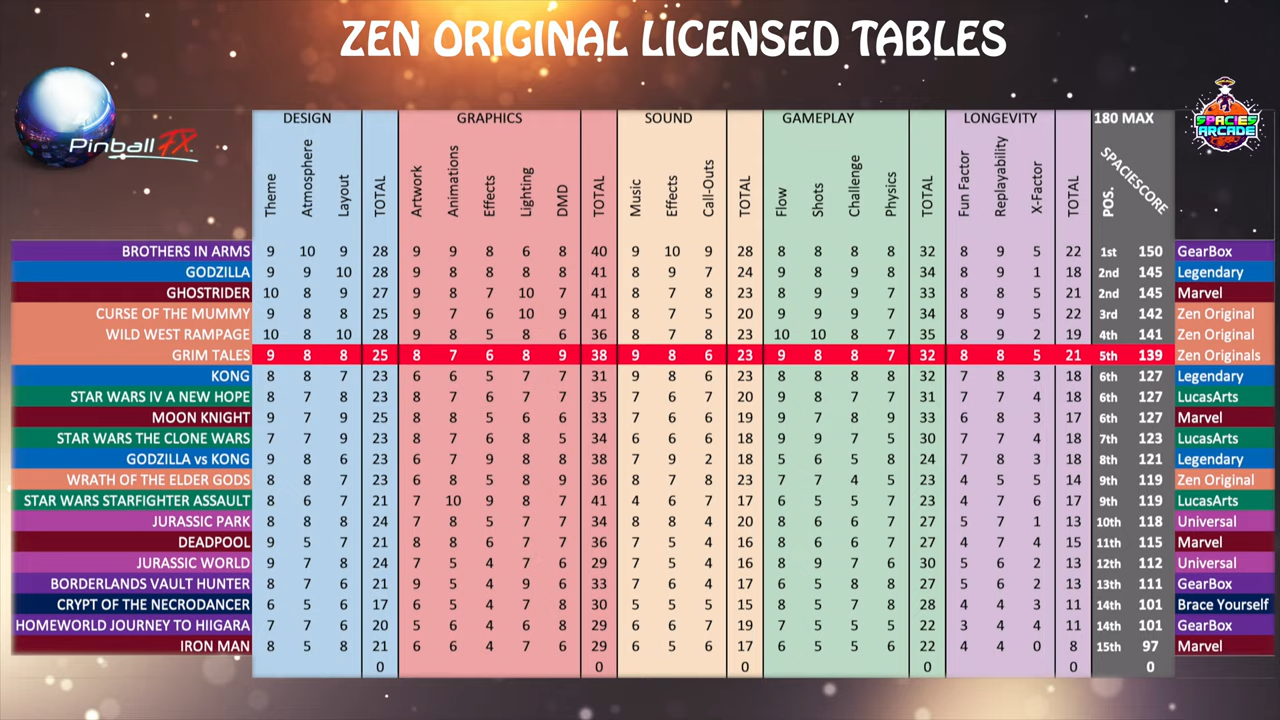 ZEN ORIGINAL LICENSED TABLES
Pinball FX
SPACIES
ARCADE
DESIGN GRAPHICS SOUND GAMEPLAY LONGEVITY 180 MAX
Theme Atmosphere Layout TOTAL Artwork Animations Effects Lighting DMD TOTAL Music Effects Call-Outs TOTAL Flow Shots Challenge Physics TOTAL Fun Factor Replayability X-Factor TOTAL POS. SPACIESCORE
BROTHERS IN ARMS 9 10 9 28 9 9 8 6 8 40 9 10 9 28 8 8 8 8 32 8 9 5 22 1st 150 GearBox
GODZILLA 9 9 10 28 9 8 8 8 8 41 8 9 7 24 9 8 9 8 34 8 9 1 18 2nd 145 Legendary
GHOSTRIDER 10 8 9 27 9 8 7 10 7 41 8 7 8 23 8 9 9 7 33 8 8 5 21 2nd 145 Marvel
CURSE OF THE MUMMY 9 8 8 25 9 7 6 10 9 41 8 7 5 20 9 9 9 7 34 8 9 5 22 3rd 142 Zen Original
WILD WEST RAMPAGE 10 8 10 28 9 8 5 8 6 36 8 7 8 23 10 10 8 7 35 8 9 2 19 4th 141 Zen Original
GRIM TALES 9 8 8 25 8 7 6 8 9 38 9 8 6 23 9 8 8 7 32 8 8 5 21 5th 139 Zen Originals
KONG 8 8 7 23 6 6 5 7 7 31 9 8 6 23 8 8 8 8 32 7 8 3 18 6th 127 Legendary
STAR WARS IV A NEW HOPE 8 7 8 23 8 7 6 7 7 35 7 6 7 20 9 8 7 7 31 7 7 4 18 6th 127 LucasArts
MOON KNIGHT 9 7 9 25 8 8 5 6 6 33 7 6 6 19 9 7 8 9 33 6 8 3 17 6th 127 Marvel
STAR WARS THE CLONE WARS 7 7 9 23 8 7 6 8 5 34 6 6 6 18 9 9 7 5 30 7 7 4 18 7th 123 LucasArts
GODZILLA vs KONG 9 8 6 23 6 7 9 8 8 38 7 9 2 18 5 6 5 8 24 7 8 3 18 8th 121 Legendary
WRATH OF THE ELDER GODS 8 8 7 23 6 8 5 8 9 36 8 7 8 23 7 7 4 5 23 4 5 5 14 9th 119 Zen Original
STAR WARS STARFIGHTER ASSAULT 8 6 7 21 7 10 9 8 7 41 4 6 7 17 6 5 5 7 23 4 7 6 17 9th 119 LucasArts
JURASSIC PARK 8 8 8 24 7 8 5 7 7 34 8 8 4 20 8 6 6 7 27 5 7 1 13 10th 118 Universal
DEADPOOL 9 5 7 21 8 8 6 7 7 36 7 5 4 16 8 6 6 7 27 4 7 4 15 11th 115 Marvel
JURASSIC WORLD 9 7 8 24 7 5 4 7 6 29 7 5 4 16 8 9 7 6 30 5 6 2 13 12th 112 Universal
BORDERLANDS VAULT HUNTER 8 7 6 21 9 5 4 9 6 33 7 6 4 17 6 5 8 8 27 5 6 2 13 13th 111 GearBox
CRYPT OF THE NECRODANCER 6 5 6 17 6 5 4 7 8 30 5 5 5 15 8 5 7 8 28 4 4 3 11 14th 101 Brace Yourself
HOMEWORLD JOURNEY TO HIIGARA 7 7 6 20 5 6 4 6 8 29 6 6 7 19 7 5 5 5 22 3 4 4 11 14th 101 GearBox
IRON MAN 8 5 8 21 6 6 4 7 6 29 6 5 6 17 6 5 5 6 22 4 4 0 8 15th 97 Marvel
0 0 0 0 0 0